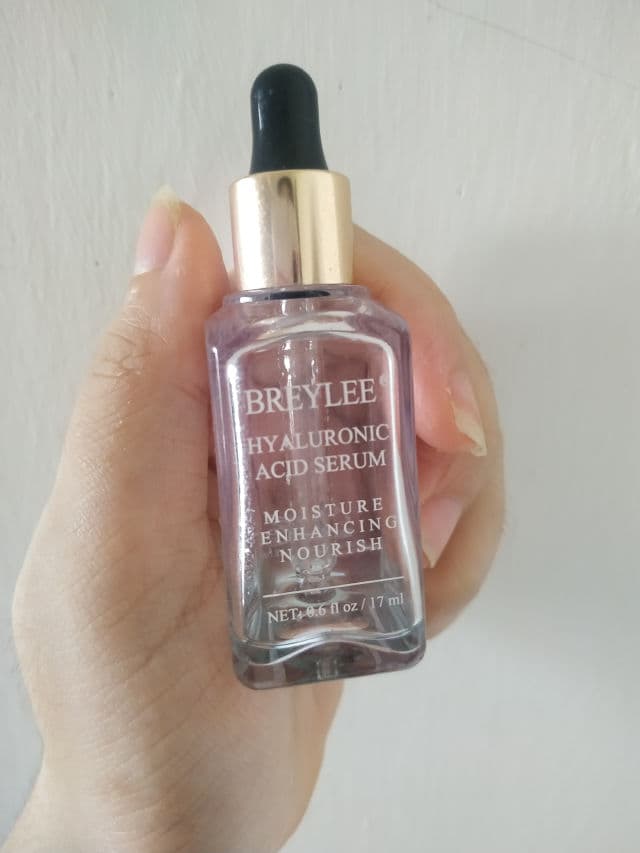 BREYLEE®
HYALURONIC
ACID SERUM
MOISTURE
ENHANCING
NOURISH
NET: 0.6 fl oz / 17 ml